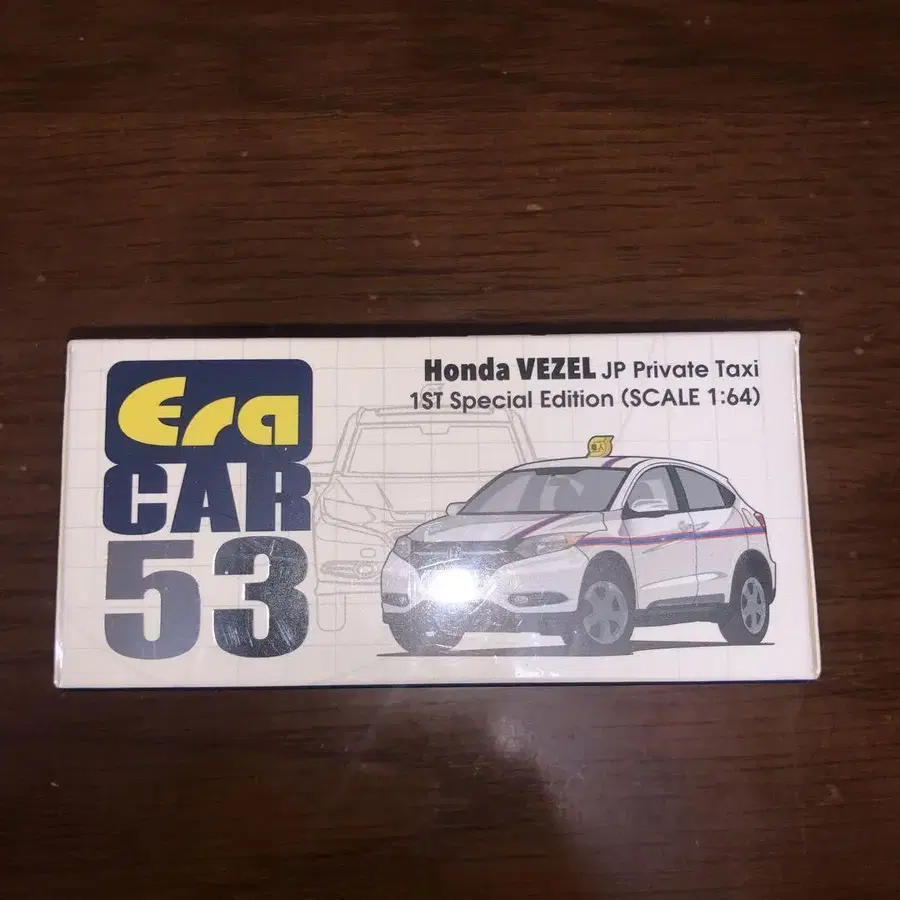 Era
CAR
53
Honda VEZEL JP Private Taxi
1ST Special Edition (SCALE 1:64)